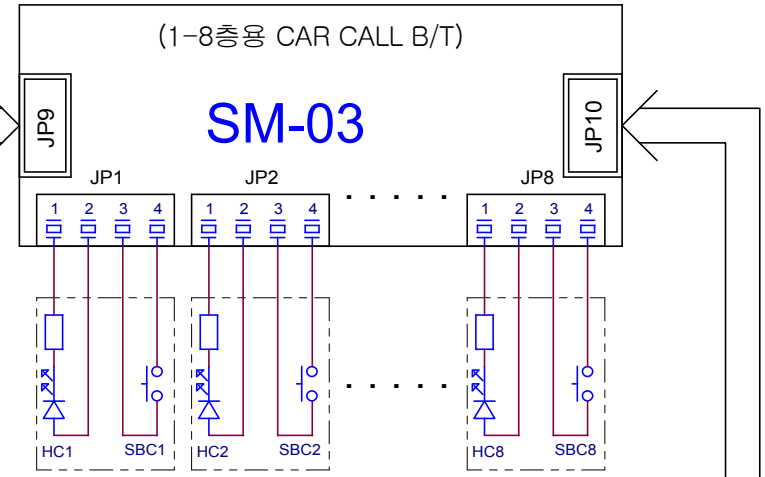 (1-8층용 CAR CALL B/T)
SM-03
JP9
JP10
JP1 JP2 . . . . . JP8
1 2 3 4 1 2 3 4 1 2 3 4
. . . . .
HC1 SBC1 HC2 SBC2 HC8 SBC8